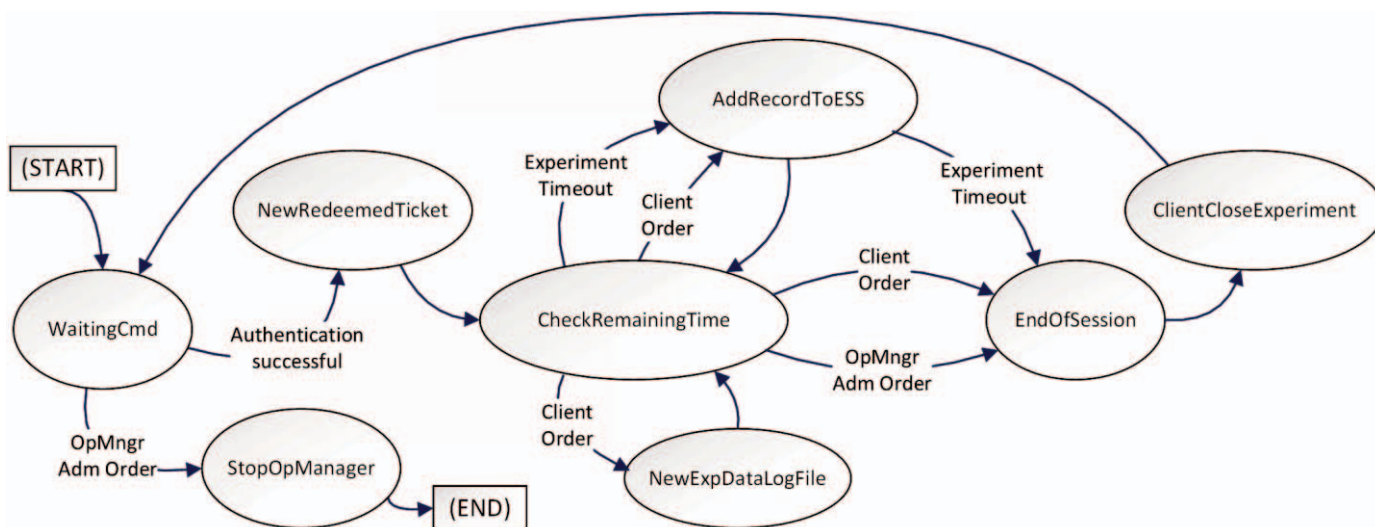 AddRecordToESS
(START)
Experiment
Timeout
Experiment
Timeout
NewRedeemedTicket
Client
Order
ClientCloseExperiment
Client
Order
WaitingCmd
Authentication
successful
CheckRemainingTime
EndOfSession
OpMngr
Adm Order
Client
Order
OpMngr
Adm Order
StopOpManager
NewExpDataLogFile
(END)